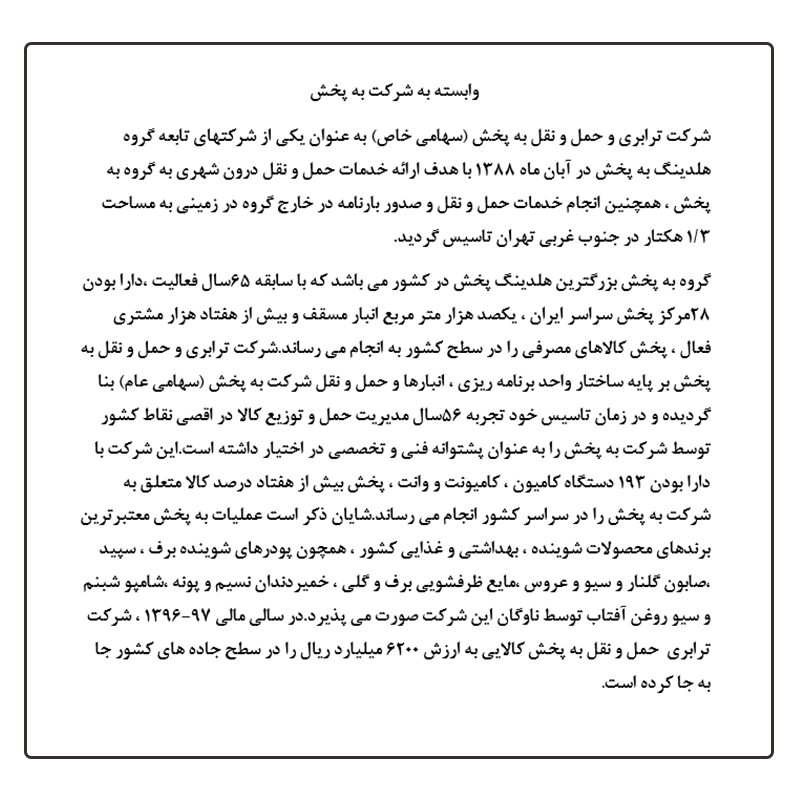 وابسته به شرکت به پخش
شرکت ترابری و حمل و نقل به پخش (سهامی خاص) به عنوان یکی از شرکتهای تابعه گروه
هلدینگ به پخش در آبان ماه ۱۳۸۸ با هدف ارائه خدمات حمل و نقل درون شهری به گروه به
پخش ، همچنین انجام خدمات حمل و نقل و صدور بارنامه در خارج گروه در زمینی به مساحت
۱/۳ هکتار در جنوب غربی تهران تاسیس گردید.
گروه به پخش بزرگترین هلدینگ پخش در کشور می باشد که با سابقه ۶۵سال فعالیت ،دارا بودن
۲۸مرکز پخش سراسر ایران ، یکصد هزار متر مربع انبار مسقف و بیش از هفتاد هزار مشتری
فعال ، پخش کالاهای مصرفی را در سطح کشور به انجام می رساند.شرکت ترابری و حمل و نقل به
پخش بر پایه ساختار واحد برنامه ریزی ، انبارها و حمل و نقل شرکت به پخش (سهامی عام) بنا
گردیده و در زمان تاسیس خود تجربه ۵۶سال مدیریت حمل و توزیع کالا در اقصی نقاط کشور
توسط شرکت به پخش را به عنوان پشتوانه فنی و تخصصی در اختیار داشته است.این شرکت با
دارا بودن ۱۹۳ دستگاه کامیون ، کامیونت و وانت ، پخش بیش از هفتاد درصد کالا متعلق به
شرکت به پخش را در سراسر کشور انجام می رساند.شایان ذکر است عملیات به پخش معتبرترین
برندهای محصولات شوینده ، بهداشتی و غذایی کشور ، همچون پودرهای شوینده برف ، سپید
،صابون گلنار و سیو و عروس ،مایع ظرفشویی برف و گلی ، خمیردندان نسیم و پونه ،شامپو شبنم
و سیو روغن آفتاب توسط ناوگان این شرکت صورت می پذیرد.در سالی مالی ۹۷-۱۳۹۶ ، شرکت
ترابری حمل و نقل به پخش کالایی به ارزش ۶۲۰۰ میلیارد ریال را در سطح جاده های کشور جا
به جا کرده است.